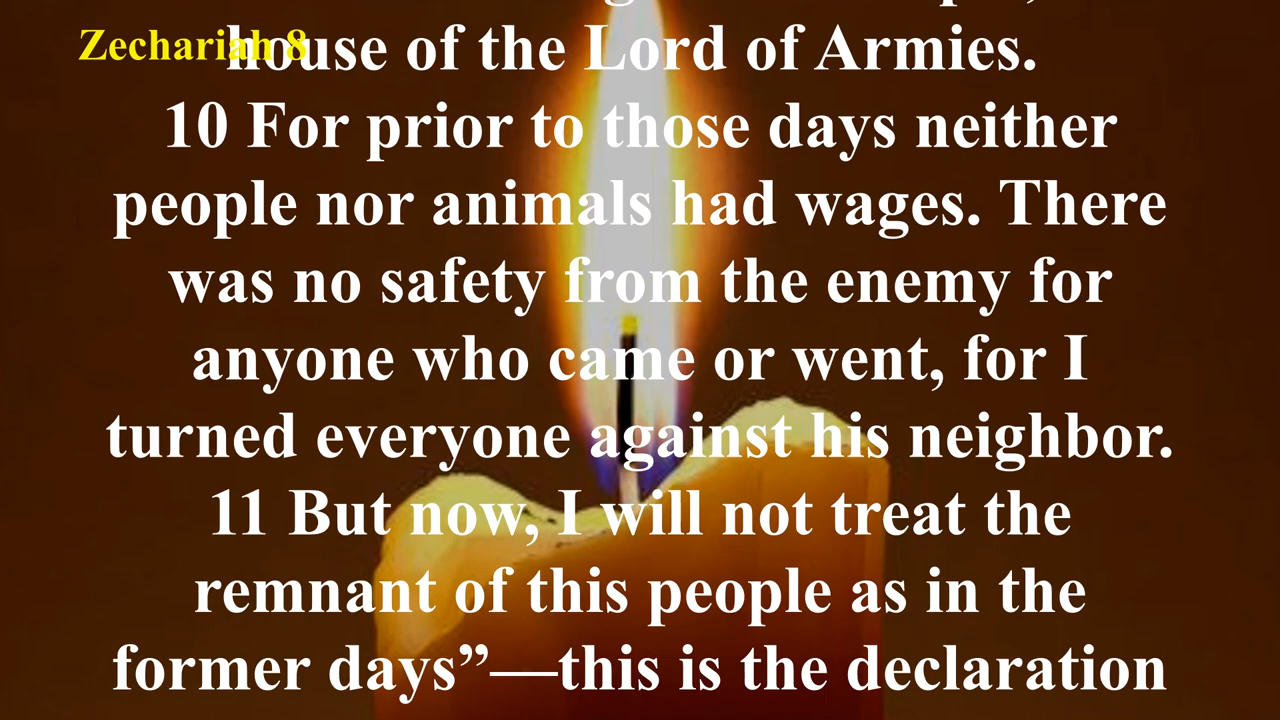 Zechariah 8
house of the Lord of Armies.
10 For prior to those days neither
people nor animals had wages. There
was no safety from the enemy for
anyone who came or went, for I
turned everyone against his neighbor.
11 But now, I will not treat the
remnant of this people as in the
former days”—this is the declaration